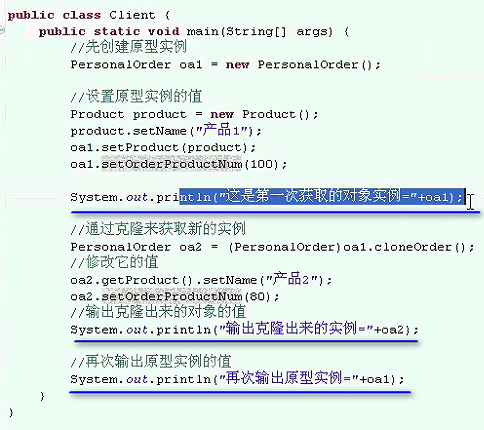 public class Client {
public static void main(String[] args) {
//先创建原型实例
PersonalOrder oa1 = new PersonalOrder();
//设置原型实例的值
Product product = new Product();
product.setName("产品1");
oa1.setProduct(product);
oa1.setOrderProductNum(100);
System.out.println("这是第一次获取的对象实例="+oa1);
//通过克隆来获取新的实例
PersonalOrder oa2 = (PersonalOrder)oa1.cloneOrder();
//修改它的值
oa2.getProduct().setName("产品2");
oa2.setOrderProductNum(80);
//输出克隆出来的对象的值
System.out.println("输出克隆出来的实例="+oa2);
//再次输出原型实例的值
System.out.println("再次输出原型实例="+oa1);
}
}